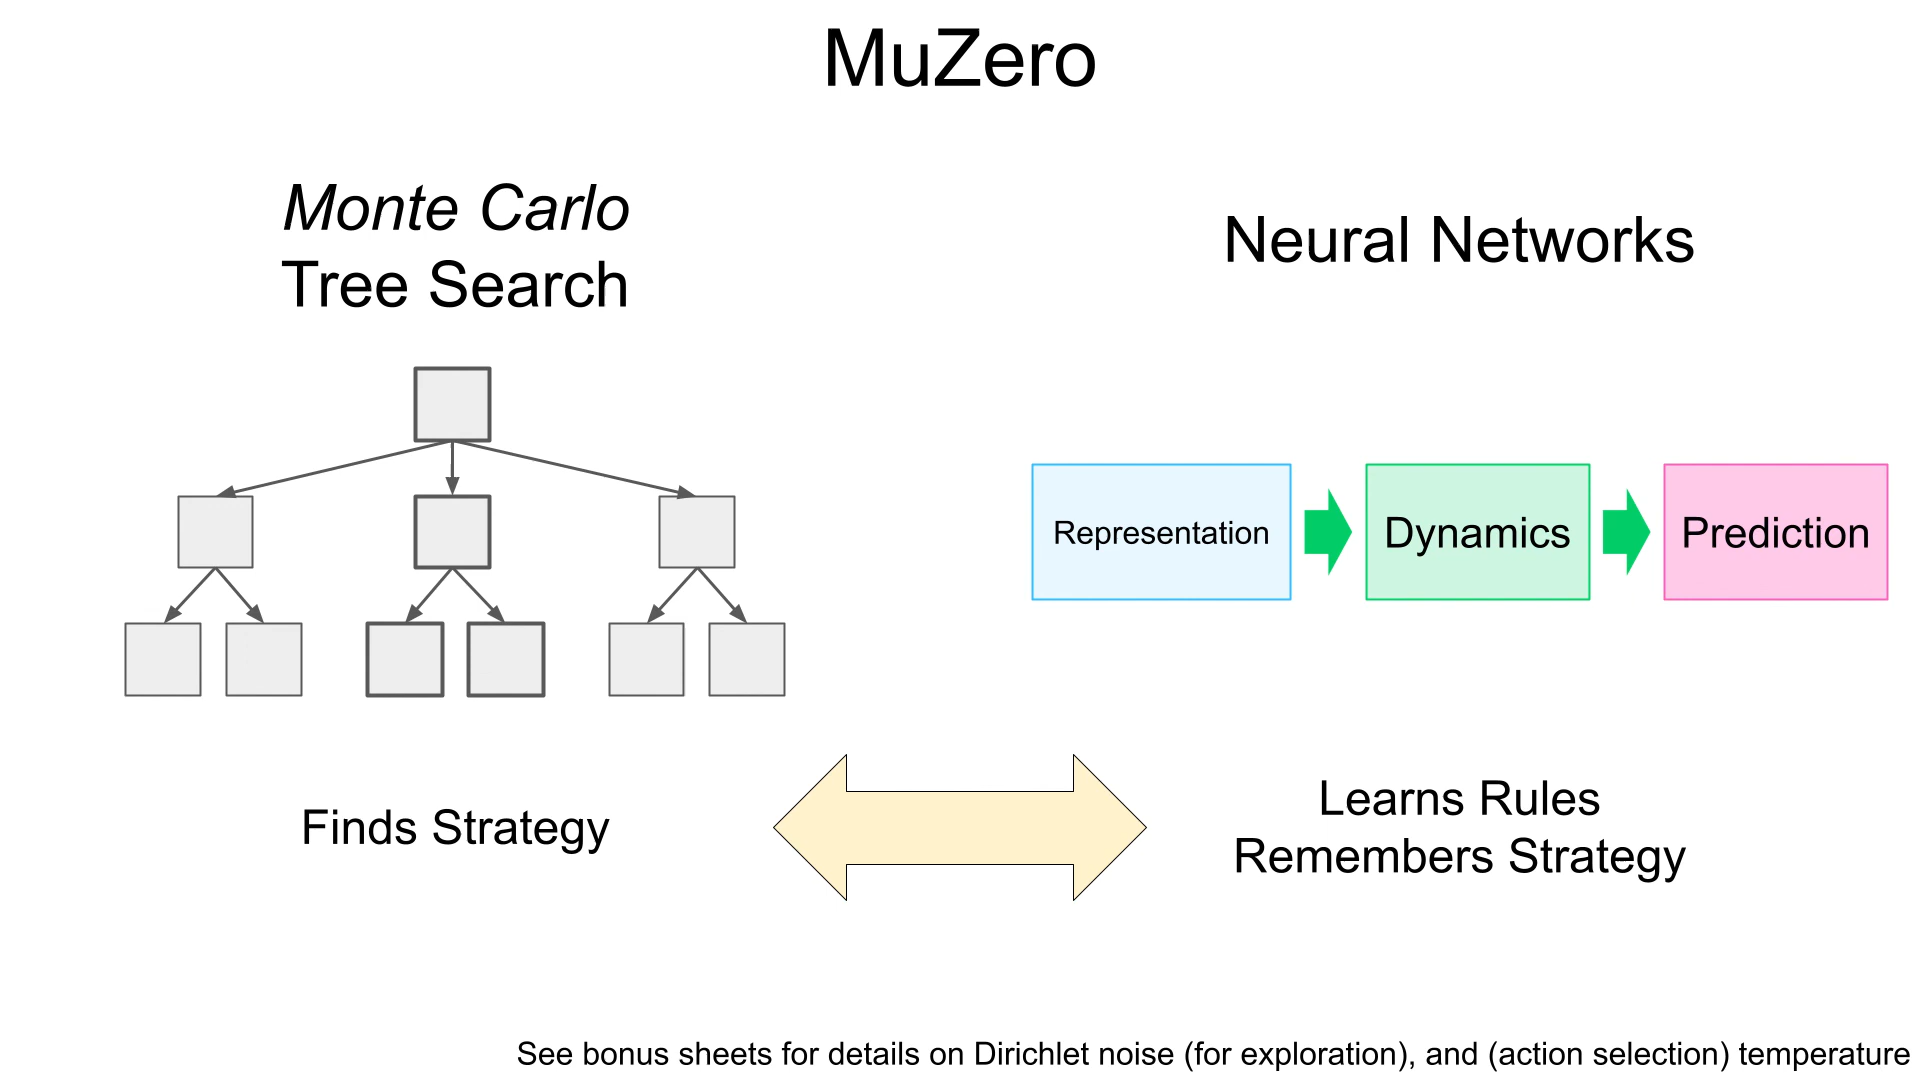 MuZero
Monte Carlo
Tree Search
Neural Networks
Representation
Dynamics
Prediction
Finds Strategy
Learns Rules
Remembers Strategy
See bonus sheets for details on Dirichlet noise (for exploration), and (action selection) temperature